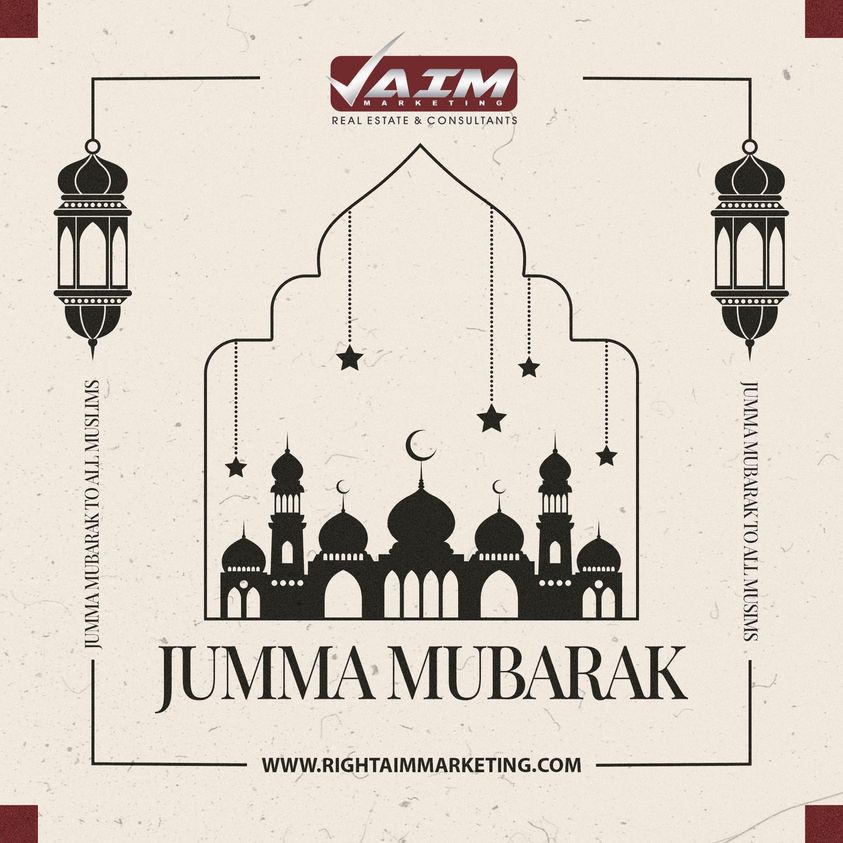 AIM
MARKETING
REAL ESTATE & CONSULTANTS
JUMMA MUBARAK TO ALL MUSLIMS
JUMMA MUBARAK TO ALL MUSIMS
JUMMA MUBARAK
WWW.RIGHTAIMMARKETING.COM